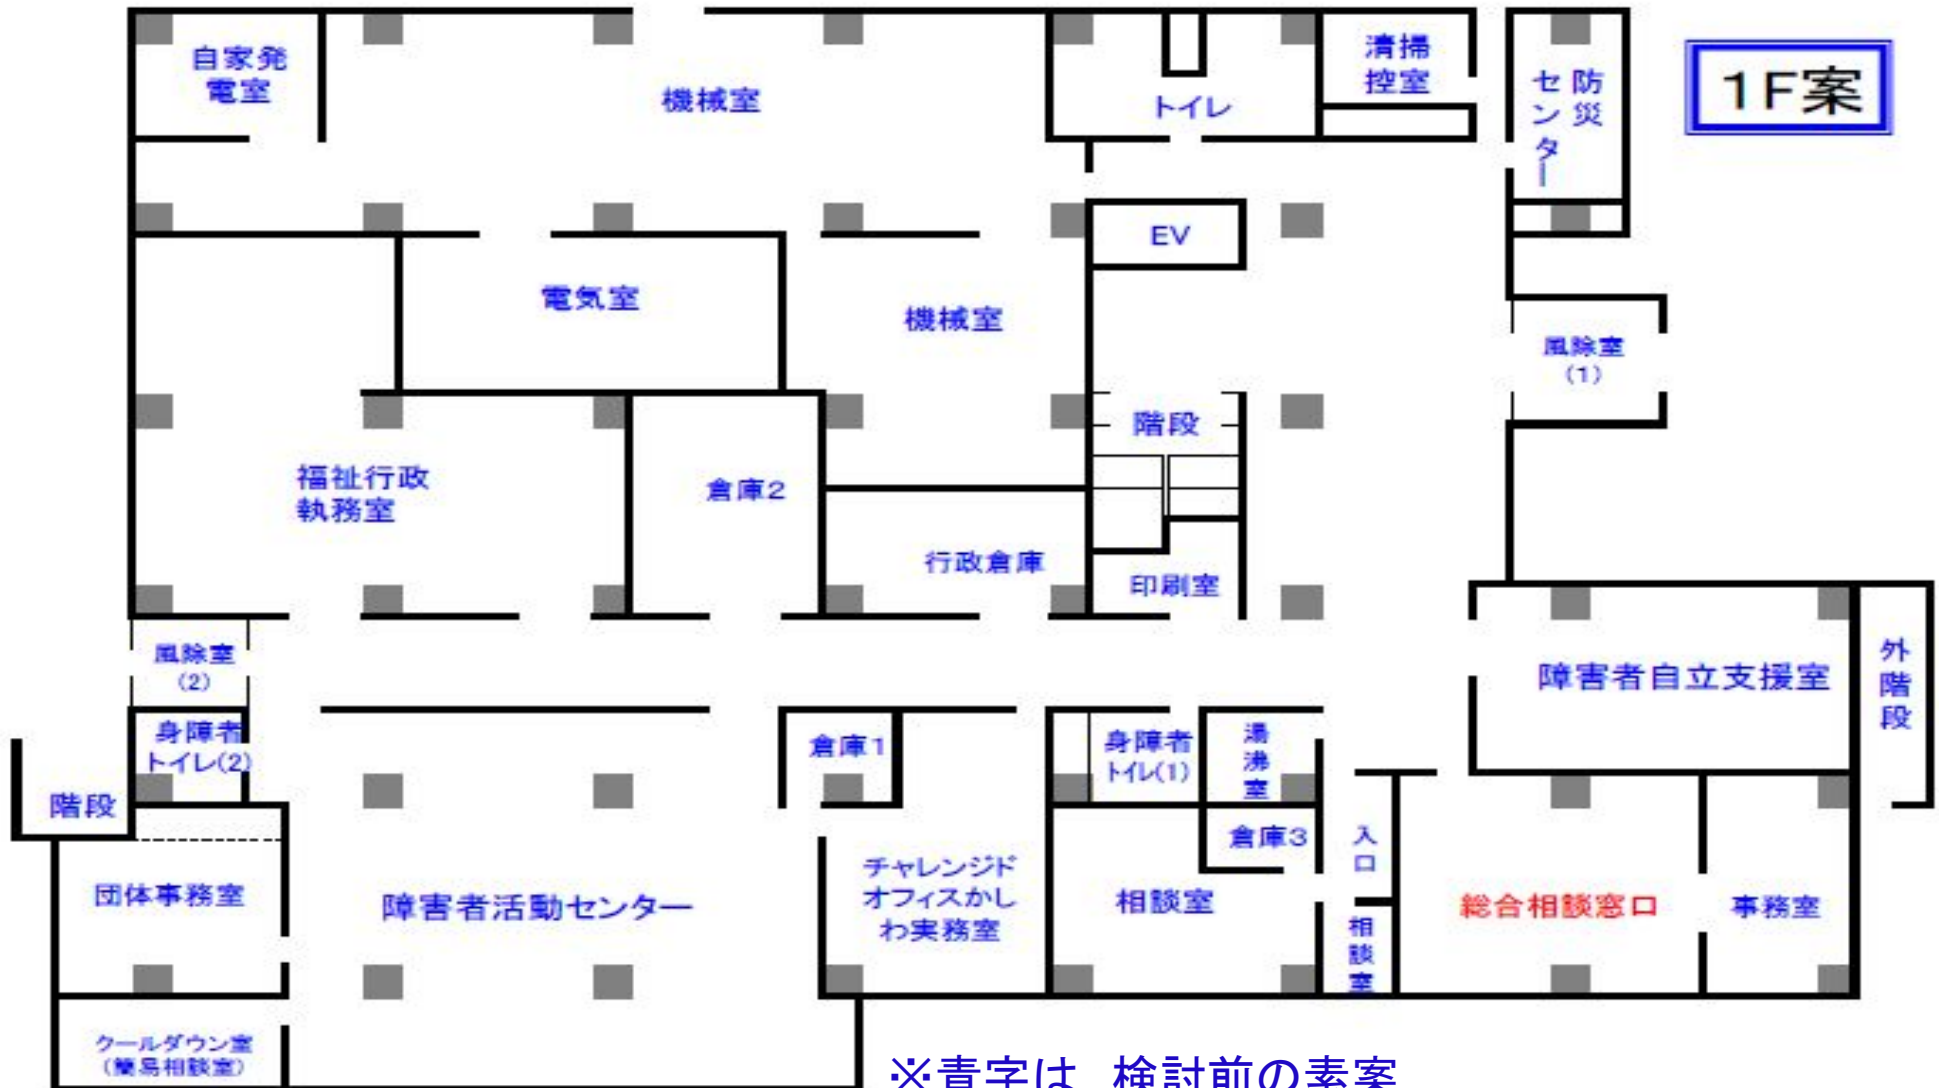 1F案
自家発
電室
機械室
トイレ
清掃
控室
防災
センター
EV
電気室
機械室
風除室
(1)
階段
福祉行政
執務室
倉庫2
行政倉庫
印刷室
風除室
(2)
障害者自立支援室
外階段
身障者
トイレ(2)
倉庫1
身障者
トイレ(1)
湯沸室
階段
倉庫3
入口
チャレンジド
オフィスかし
わ実務室
団体事務室
障害者活動センター
相談室
相談室
総合相談窓口
事務室
クールダウン室
(簡易相談室)
※青字は 検討前の素案